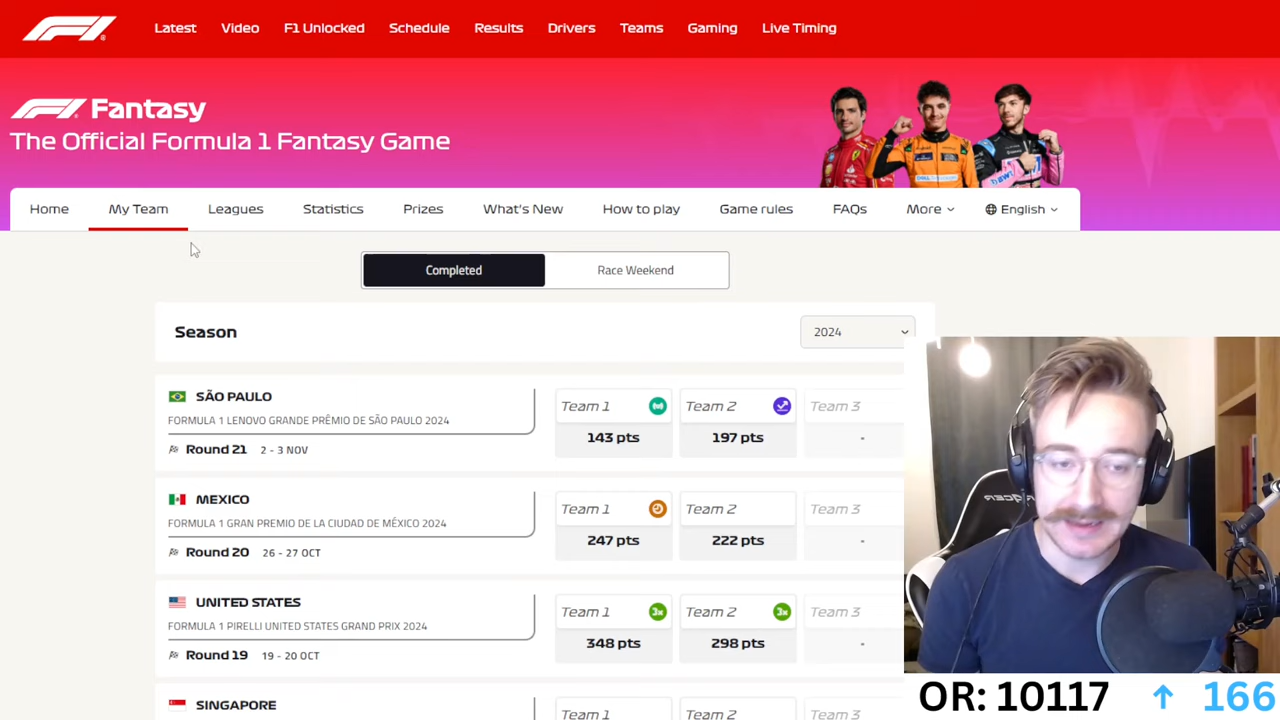 Latest Video F1 Unlocked Schedule Results Drivers Teams Gaming Live Timing
F1 Fantasy
The Official Formula 1 Fantasy Game
Home My Team Leagues Statistics Prizes What's New How to play Game rules FAQs More English
Completed Race Weekend
Season 2024
SÃO PAULO
FORMULA 1 LENOVO GRANDE PRÊMIO DE SÃO PAULO 2024
Round 21 2 - 3 NOV
Team 1 Team 2 Team 3
143 pts 197 pts -
MEXICO
FORMULA 1 GRAN PREMIO DE LA CIUDAD DE MÉXICO 2024
Round 20 26 - 27 OCT
Team 1 Team 2 Team 3
247 pts 222 pts -
UNITED STATES
FORMULA 1 PIRELLI UNITED STATES GRAND PRIX 2024
Round 19 19 - 20 OCT
Team 1 3x Team 2 3x Team 3
348 pts 298 pts -
SINGAPORE
Team 1 Team 2 Team 3
OR: 10117 ↑ 166